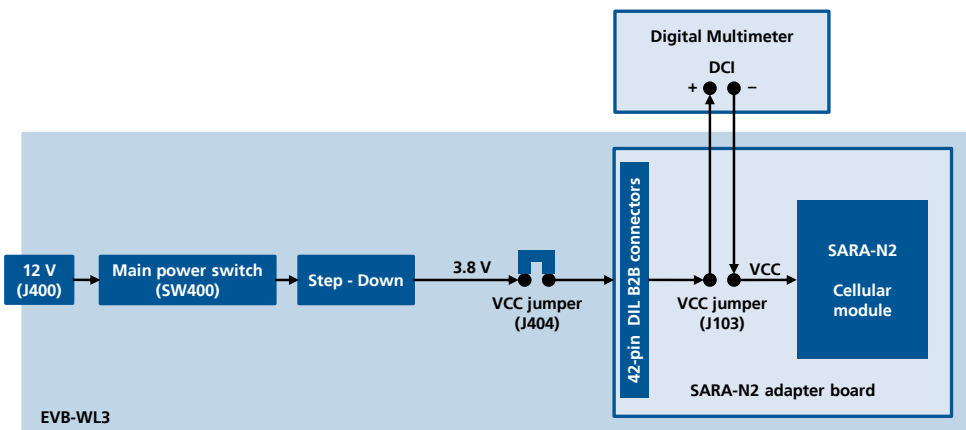 Digital Multimeter
DCI
+ −
12 V
(J400)
Main power switch
(SW400)
Step - Down
3.8 V
VCC jumper
(J404)
42-pin DIL B2B connectors
VCC jumper
(J103)
VCC
SARA-N2
Cellular
module
SARA-N2 adapter board
EVB-WL3